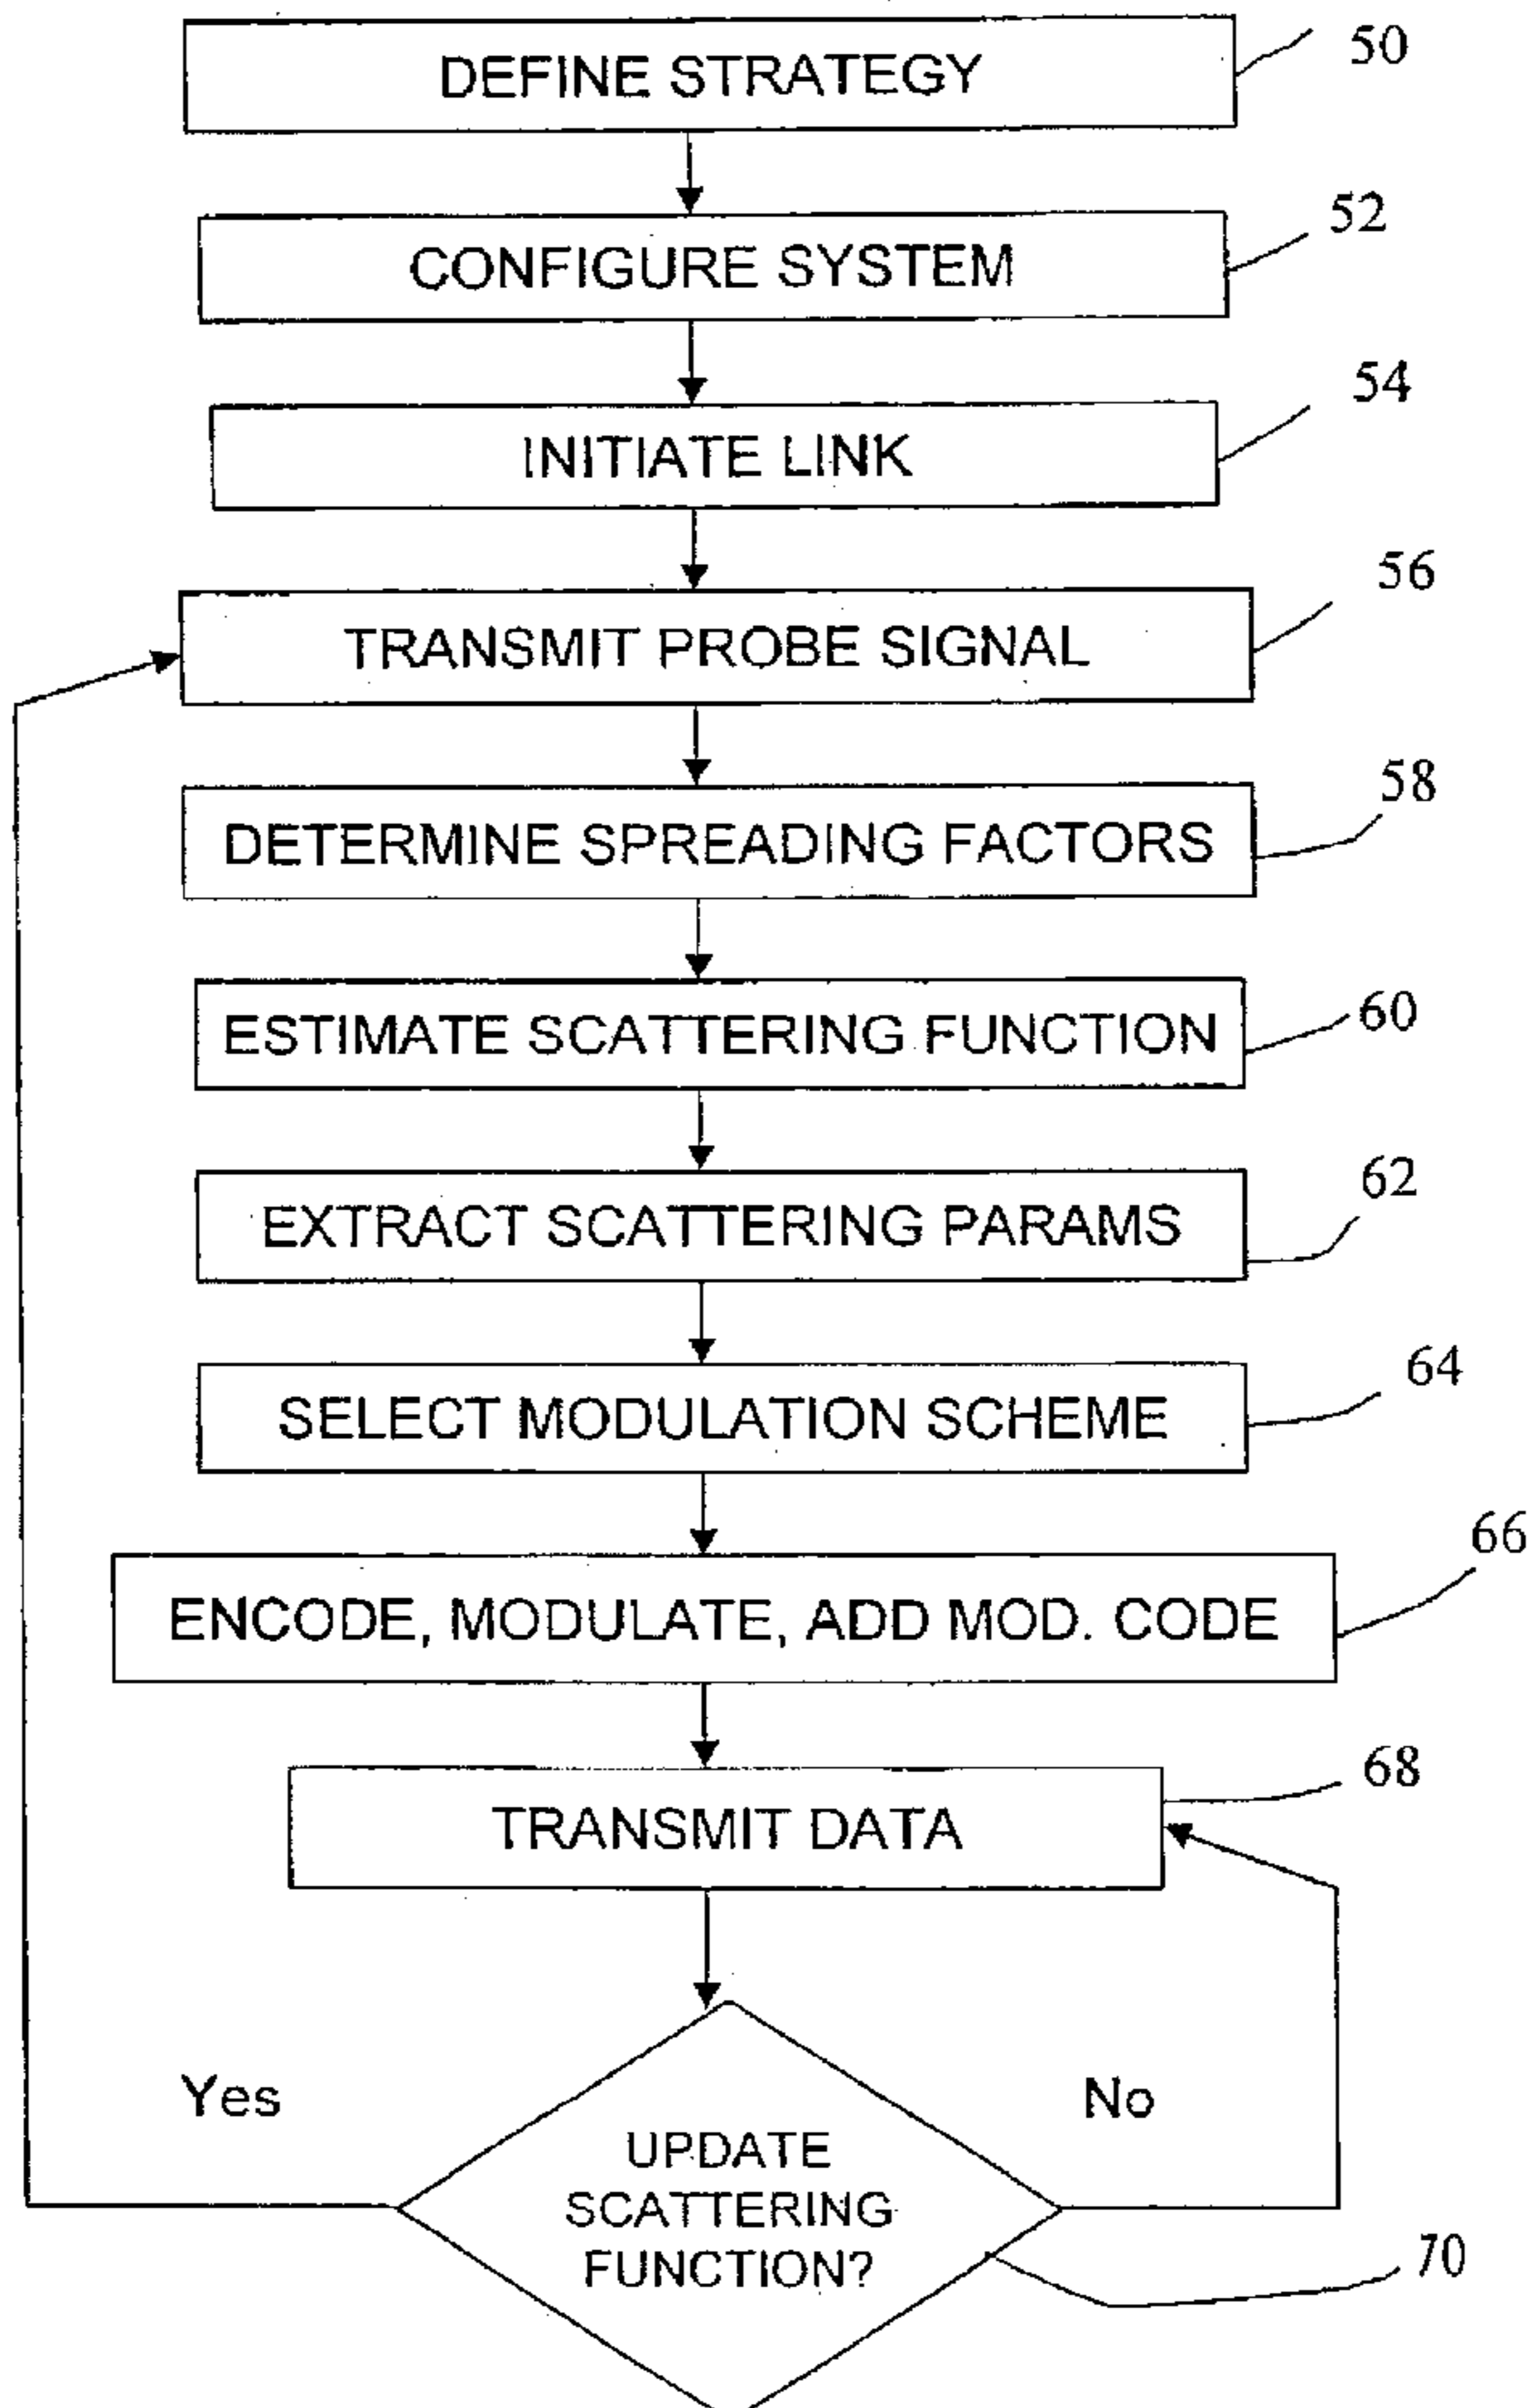 DEFINE STRATEGY
50
CONFIGURE SYSTEM
52
INITIATE LINK
54
TRANSMIT PROBE SIGNAL
56
DETERMINE SPREADING FACTORS
58
ESTIMATE SCATTERING FUNCTION
60
EXTRACT SCATTERING PARAMS
62
SELECT MODULATION SCHEME
64
ENCODE, MODULATE, ADD MOD. CODE
66
TRANSMIT DATA
68
Yes
No
UPDATE
SCATTERING
FUNCTION?
70